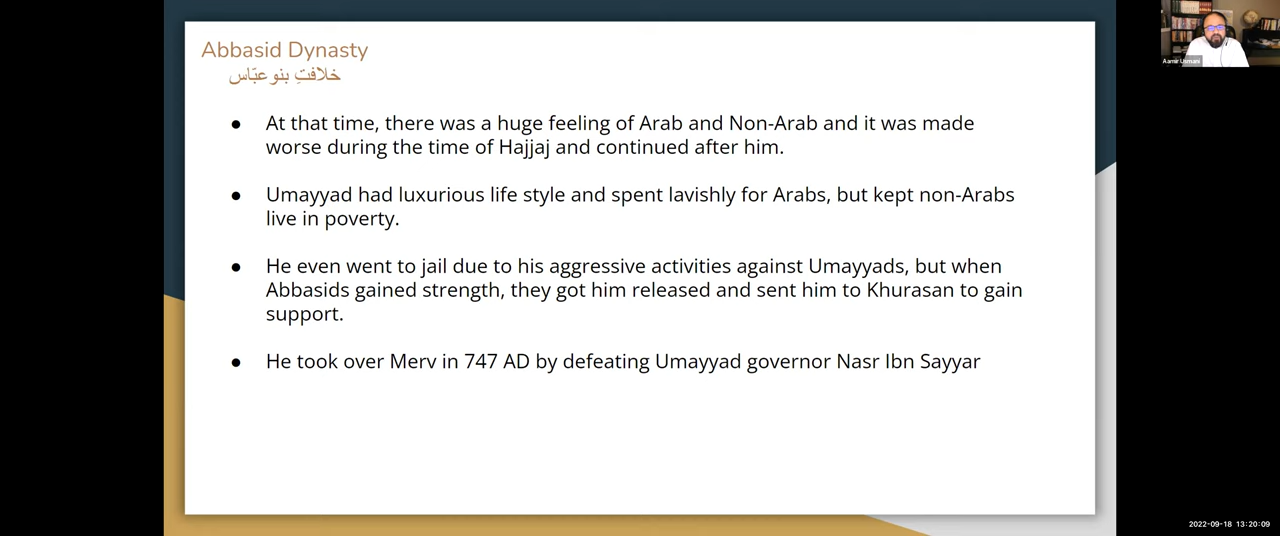 Abbasid Dynasty
خلافتِ بنو عبّاس
● At that time, there was a huge feeling of Arab and Non-Arab and it was made
worse during the time of Hajjaj and continued after him.
● Umayyad had luxurious life style and spent lavishly for Arabs, but kept non-Arabs
live in poverty.
● He even went to jail due to his aggressive activities against Umayyads, but when
Abbasids gained strength, they got him released and sent him to Khurasan to gain
support.
● He took over Merv in 747 AD by defeating Umayyad governor Nasr Ibn Sayyar
Aamir Usmani
2022-09-18 13:20:09